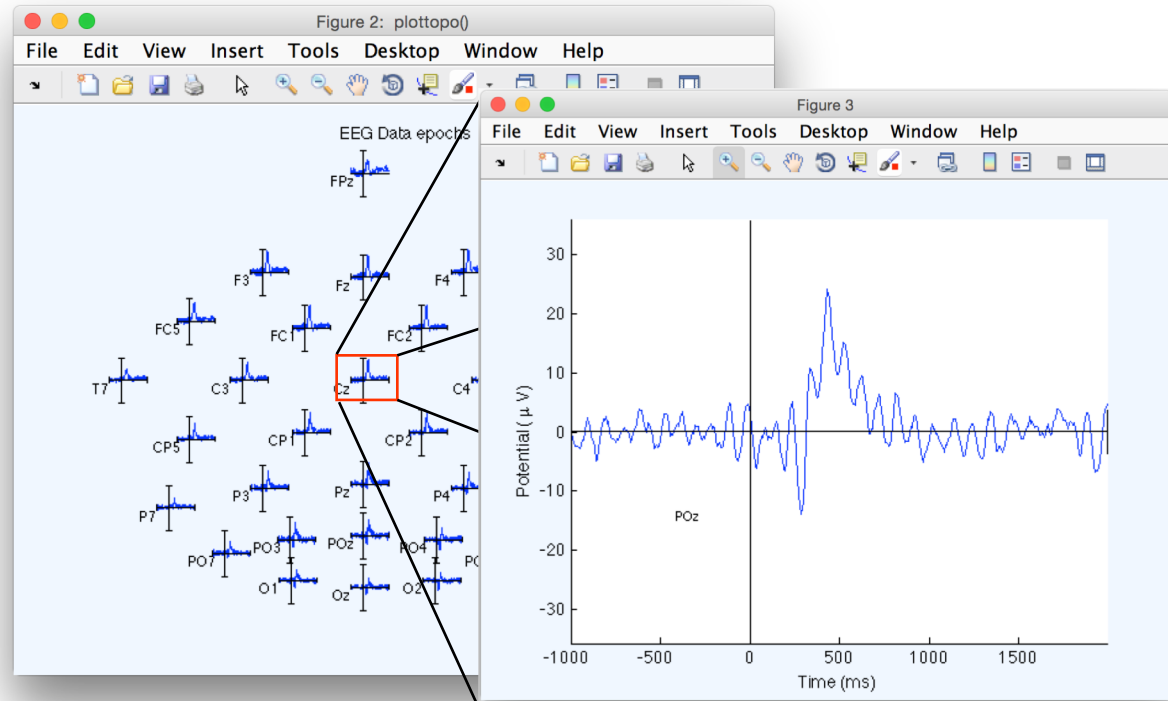 Figure 2: plottopo()
File Edit View Insert Tools Desktop Window Help
EEG Data epochs
FPz
F3 Fz F4
FC5 FC1 FC2
T7 C3 Cz C4
CP5 CP1 CP2
P7 P3 Pz P4
PO7 PO3 POz PO4 PO
O1 Oz O2
Figure 3
File Edit View Insert Tools Desktop Window Help
30
20
10
0
-10
-20
-30
Potential ( μ V)
POz
-1000 -500 0 500 1000 1500
Time (ms)